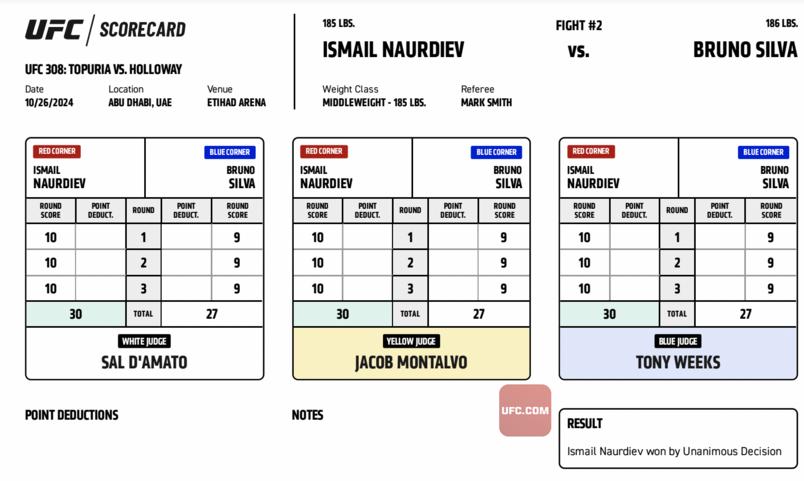 UFC / SCORECARD
UFC 308: TOPURIA VS. HOLLOWAY
Date Location Venue
10/26/2024 ABU DHABI, UAE ETIHAD ARENA
185 LBS. FIGHT #2 186 LBS.
ISMAIL NAURDIEV VS. BRUNO SILVA
Weight Class Referee
MIDDLEWEIGHT - 185 LBS. MARK SMITH
RED CORNER BLUE CORNER
ISMAIL NAURDIEV BRUNO SILVA
ROUND SCORE POINT DEDUCT. ROUND POINT DEDUCT. ROUND SCORE
10 1 9
10 2 9
10 3 9
30 TOTAL 27
WHITE JUDGE
SAL D'AMATO
RED CORNER BLUE CORNER
ISMAIL NAURDIEV BRUNO SILVA
ROUND SCORE POINT DEDUCT. ROUND POINT DEDUCT. ROUND SCORE
10 1 9
10 2 9
10 3 9
30 TOTAL 27
YELLOW JUDGE
JACOB MONTALVO
RED CORNER BLUE CORNER
ISMAIL NAURDIEV BRUNO SILVA
ROUND SCORE POINT DEDUCT. ROUND POINT DEDUCT. ROUND SCORE
10 1 9
10 2 9
10 3 9
30 TOTAL 27
BLUE JUDGE
TONY WEEKS
POINT DEDUCTIONS
NOTES
UFC.COM
RESULT
Ismail Naurdiev won by Unanimous Decision